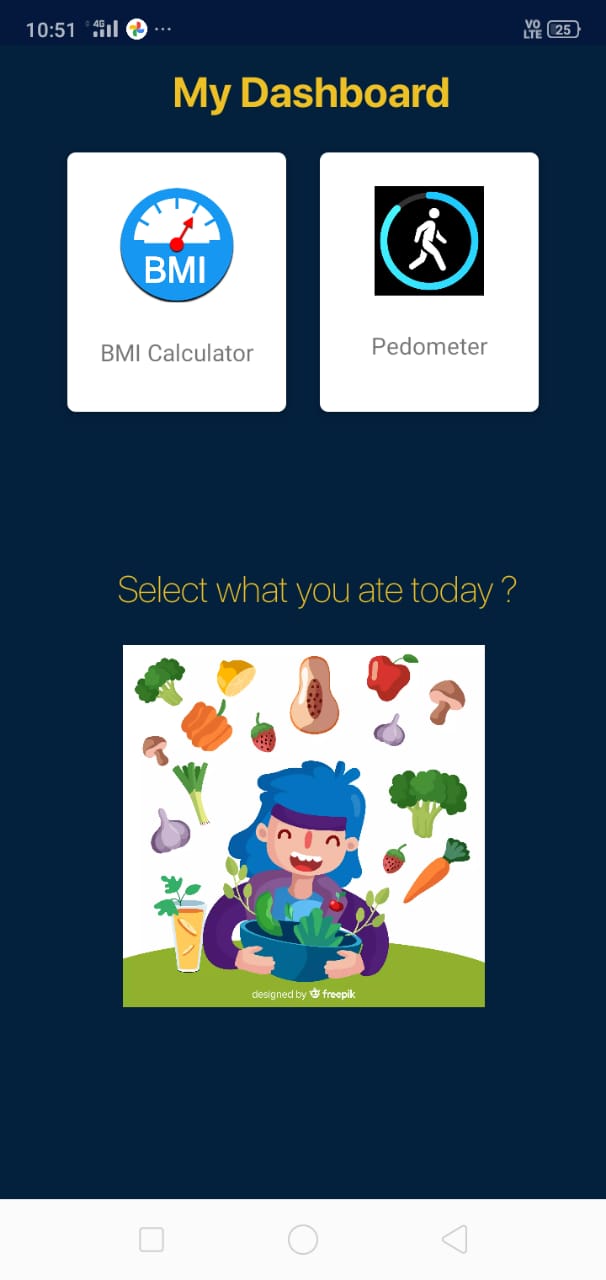 10:51 4G VO LTE 25
My Dashboard
BMI
BMI Calculator
Pedometer
Select what you ate today ?
designed by freepik